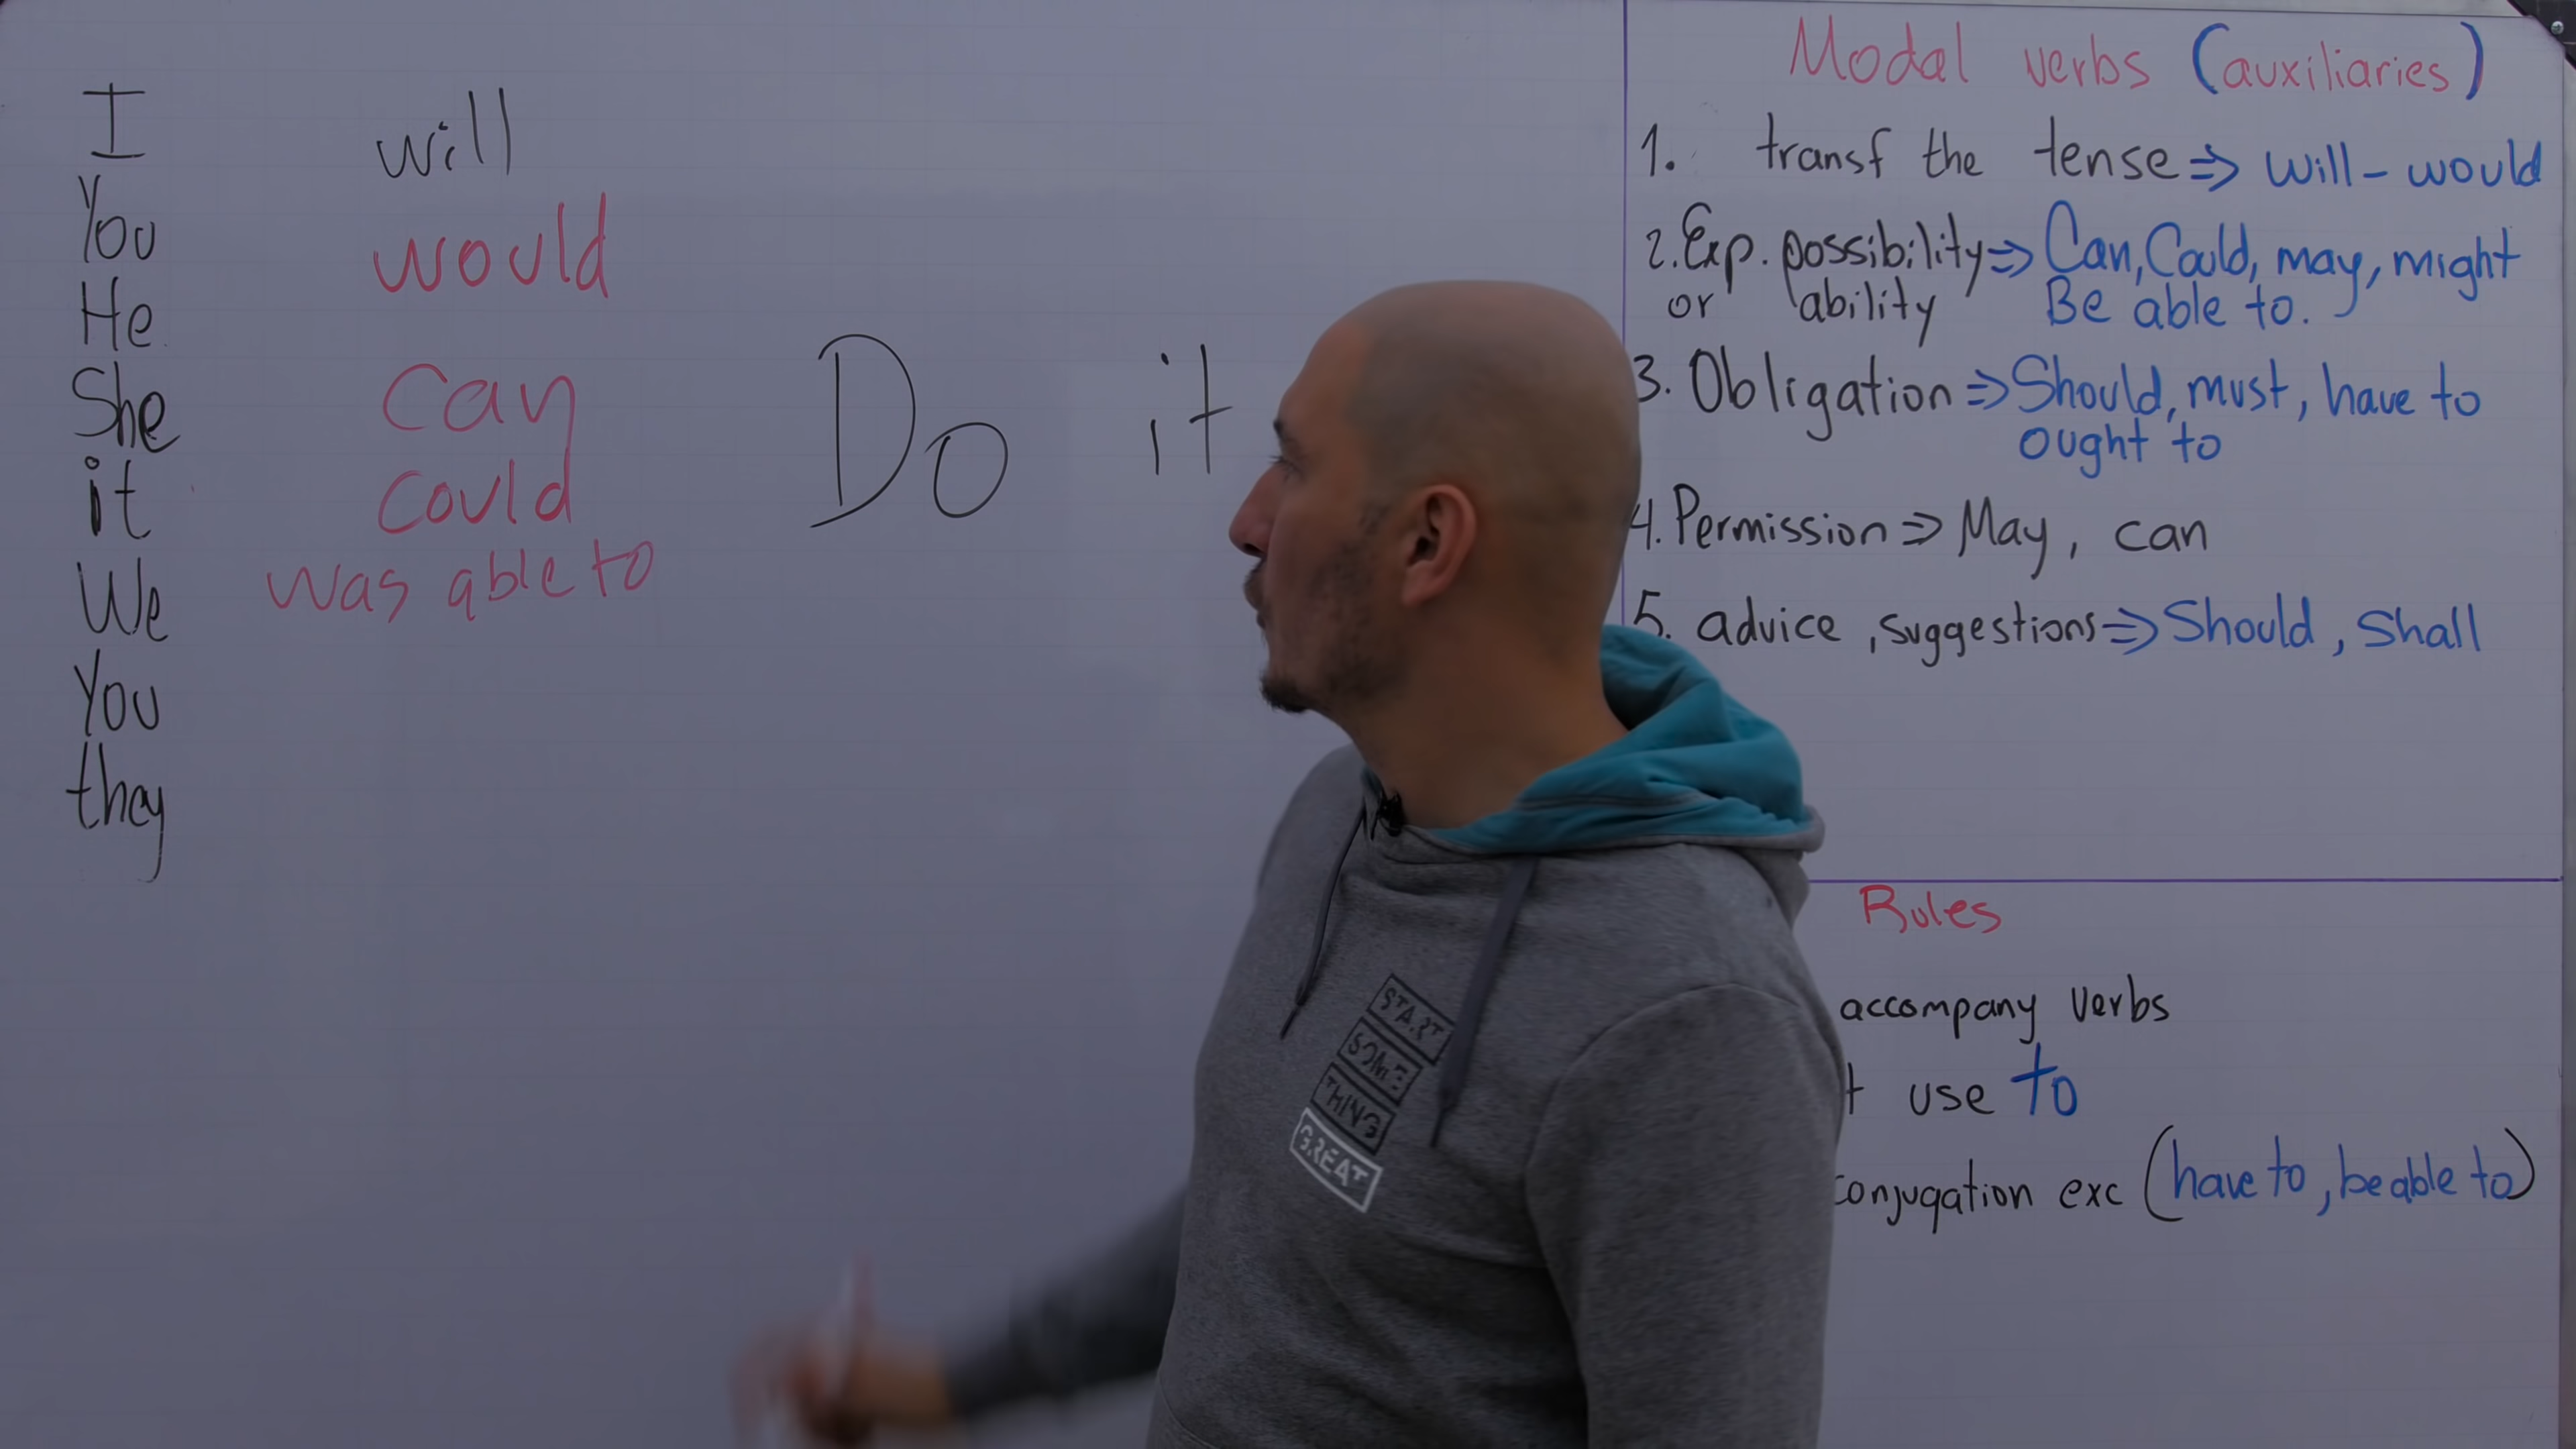 I
You
He
She
it
We
You
they
will
would
can
could
was able to
Do it
Modal verbs (auxiliaries)
1. transf the tense ⇒ will - would
2. Exp. possibility ⇒ Can, Could, may, might
or ability Be able to.
3. Obligation ⇒ Should, must, have to
ought to
4. Permission ⇒ May, can
5. advice, suggestions ⇒ Should, Shall
Rules
accompany verbs
use to
conjugation exc (have to, be able to)
START
SOME
THING
GREAT